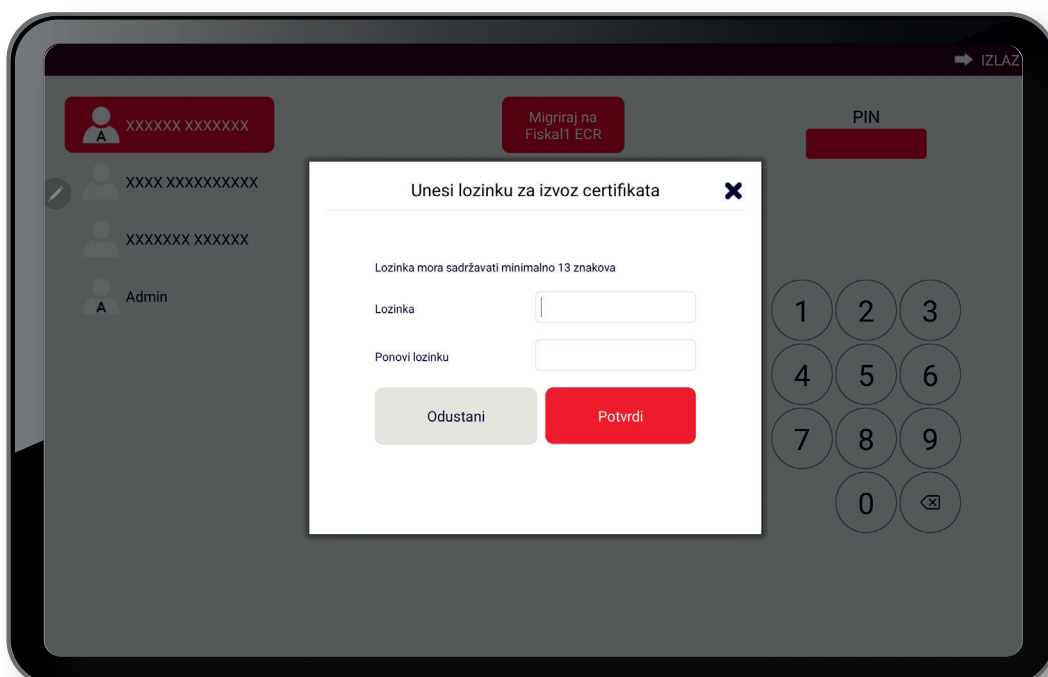 IZLAZ
XXXXXX XXXXXXX
A
Migriraj na
Fiskal1 ECR
PIN
XXXX XXXXXXXXXXX
XXXXXXX XXXXXX
Admin
A
Unesi lozinku za izvoz certifikata
Lozinka mora sadržavati minimalno 13 znakova
Lozinka
Ponovi lozinku
Odustani
Potvrdi
1 2 3
4 5 6
7 8 9
0